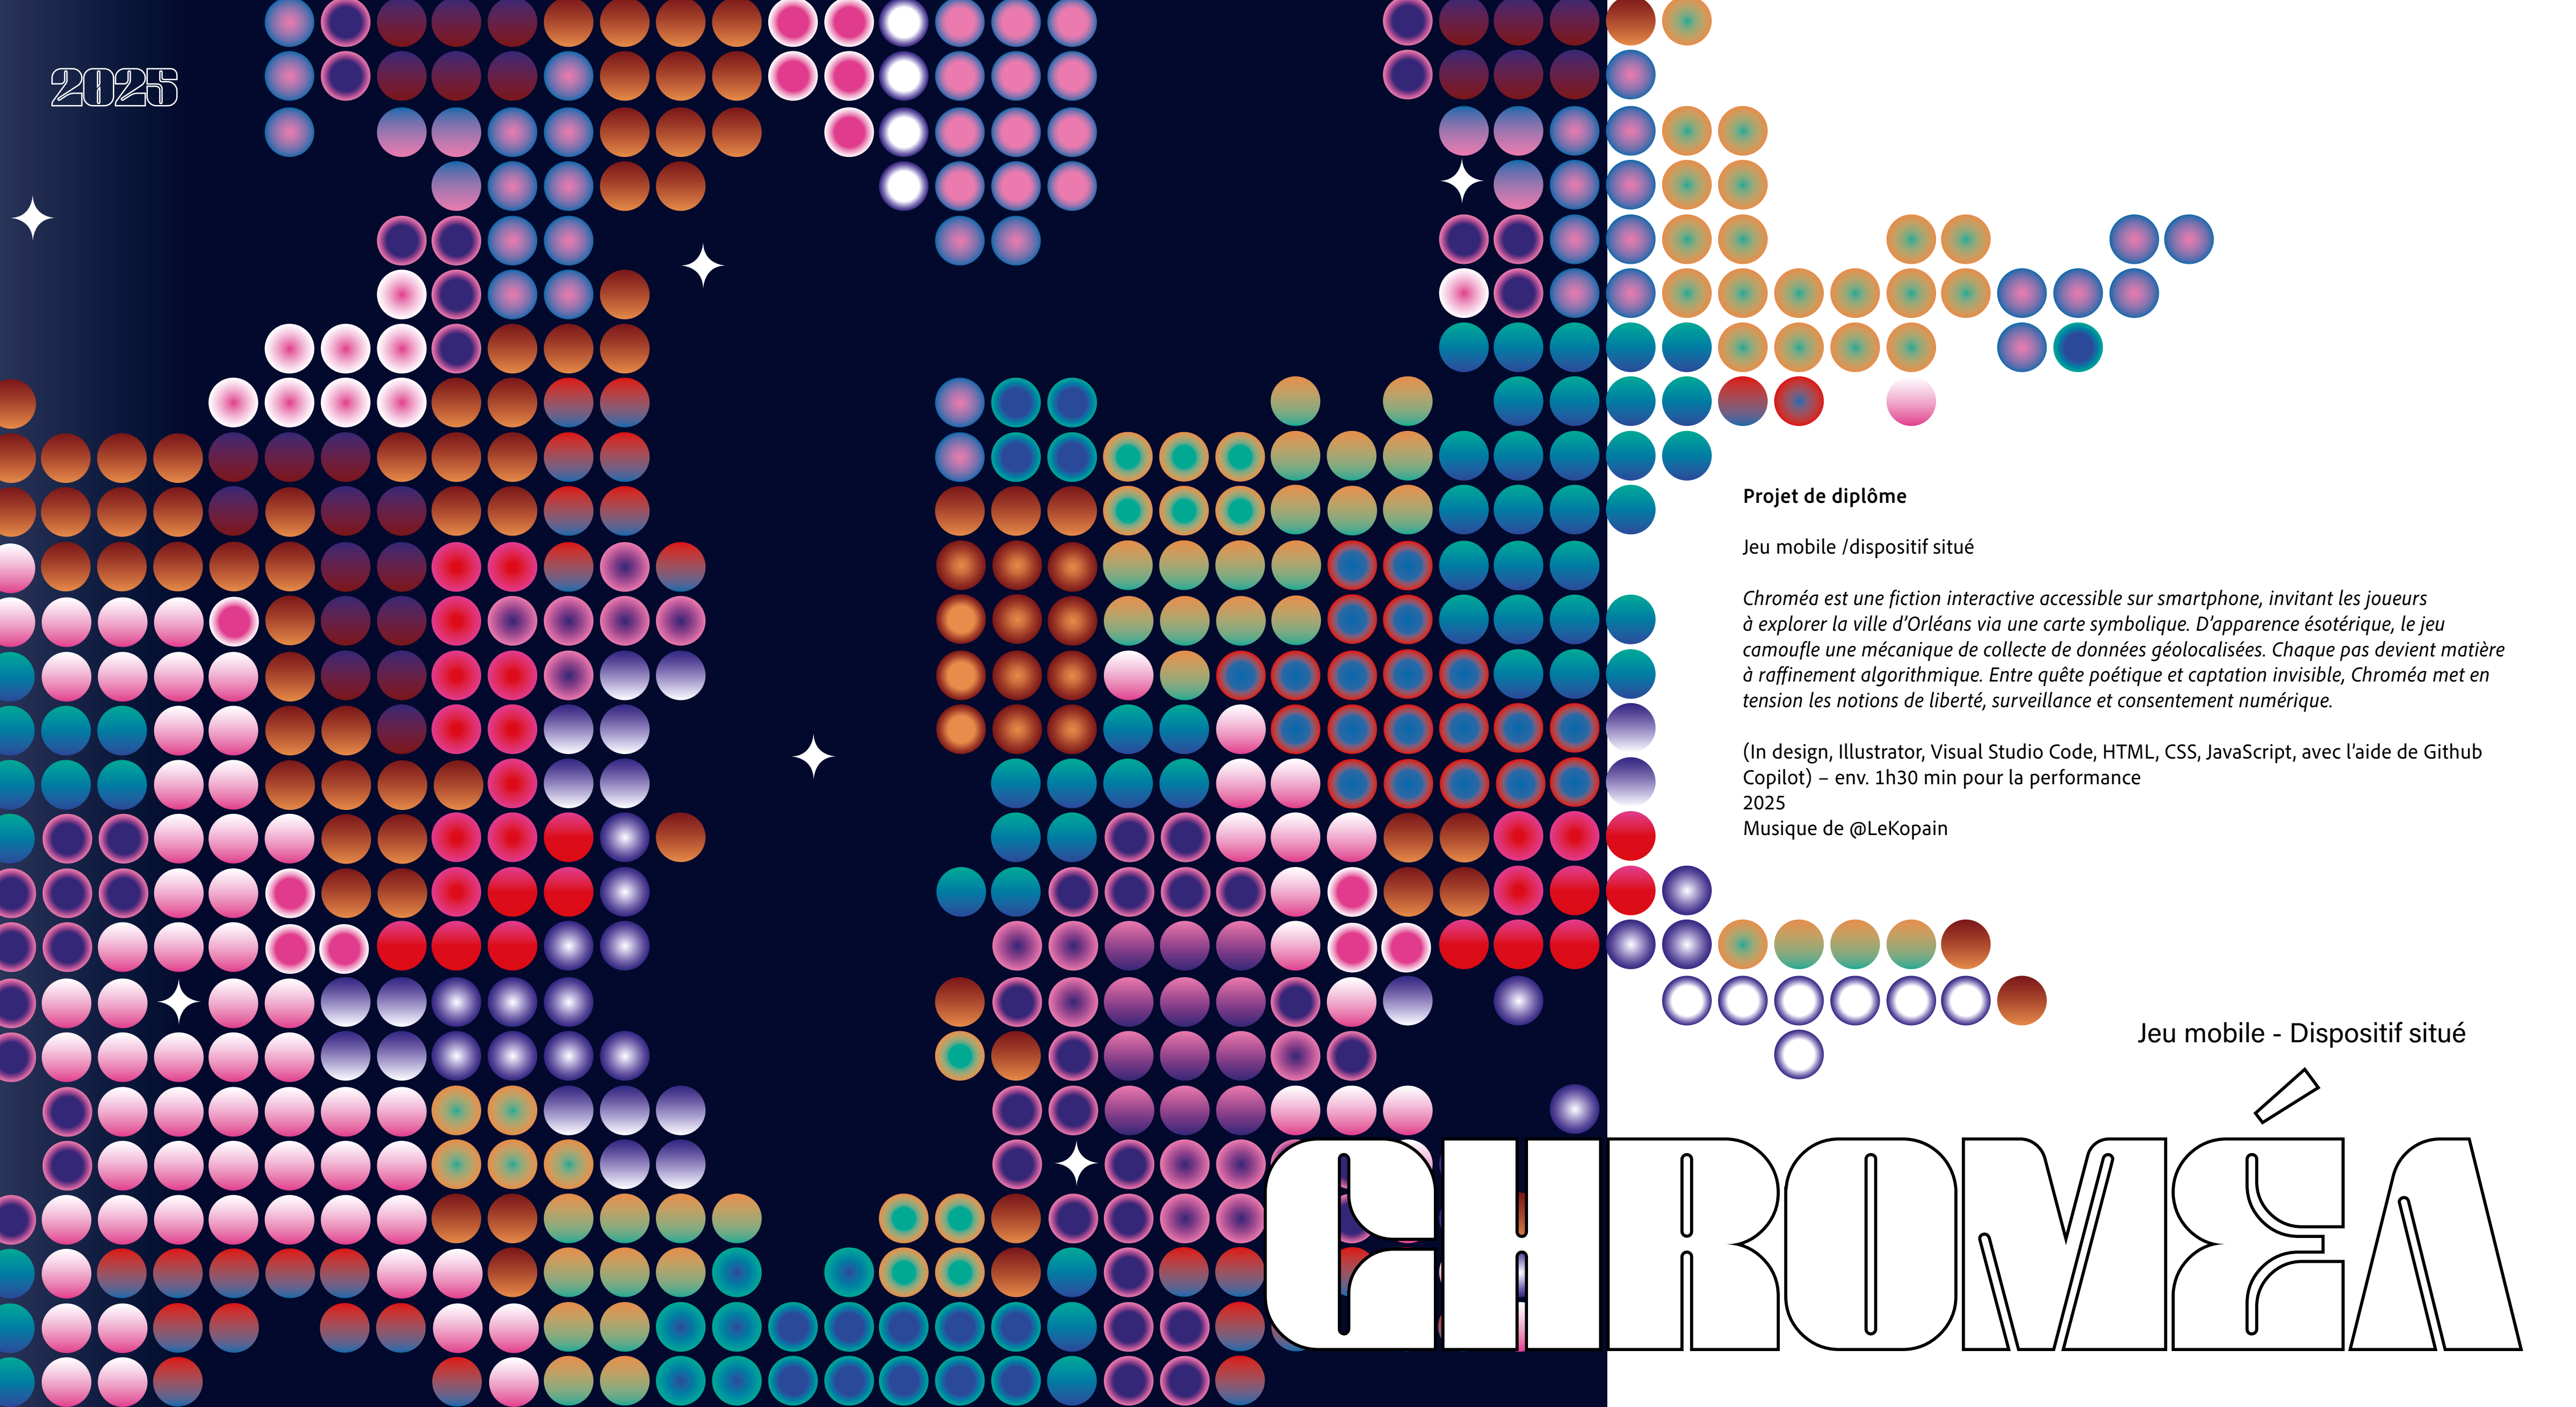 2025
Projet de diplôme
Jeu mobile /dispositif situé
Chroméa est une fiction interactive accessible sur smartphone, invitant les joueurs
à explorer la ville d’Orléans via une carte symbolique. D’apparence ésotérique, le jeu
camoufle une mécanique de collecte de données géolocalisées. Chaque pas devient matière
à raffinement algorithmique. Entre quête poétique et captation invisible, Chroméa met en
tension les notions de liberté, surveillance et consentement numérique.
(In design, Illustrator, Visual Studio Code, HTML, CSS, JavaScript, avec l’aide de Github
Copilot) – env. 1h30 min pour la performance
2025
Musique de @LeKopain
Jeu mobile - Dispositif situé
CHROMÉA